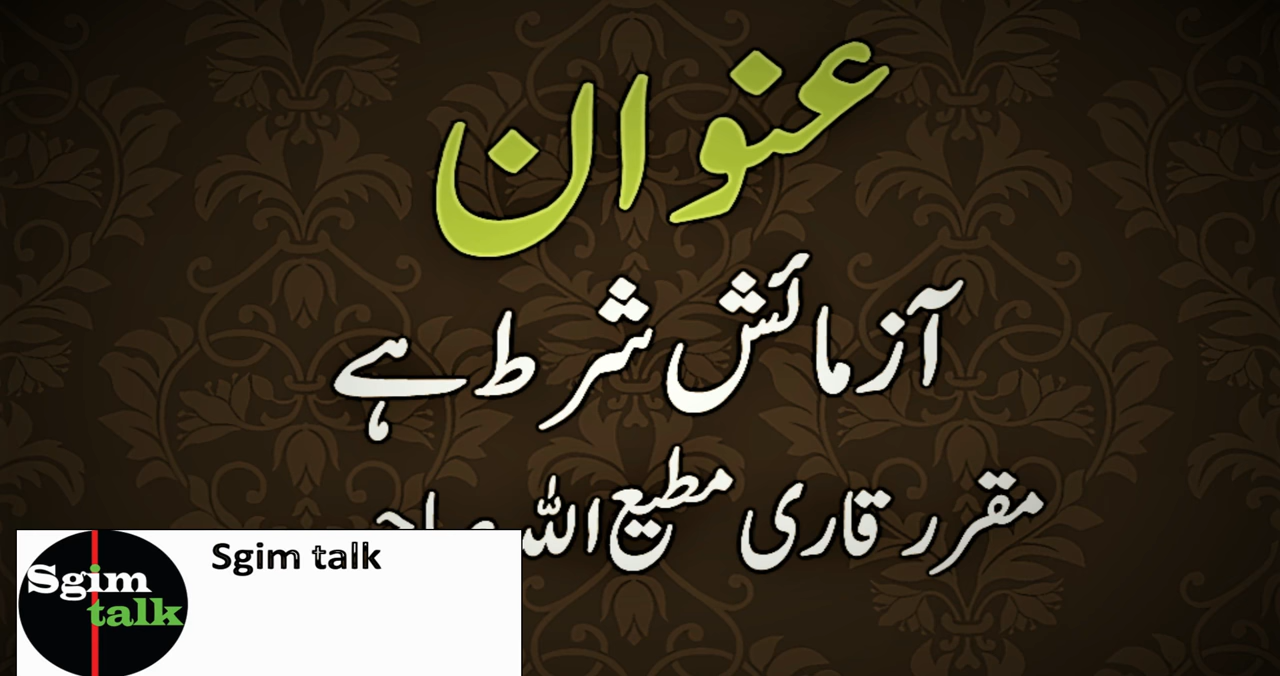 عنوان
آزمائش شرط ہے
مقرر قاری مطیع اللہ
Sgim talk
Sgim
talk